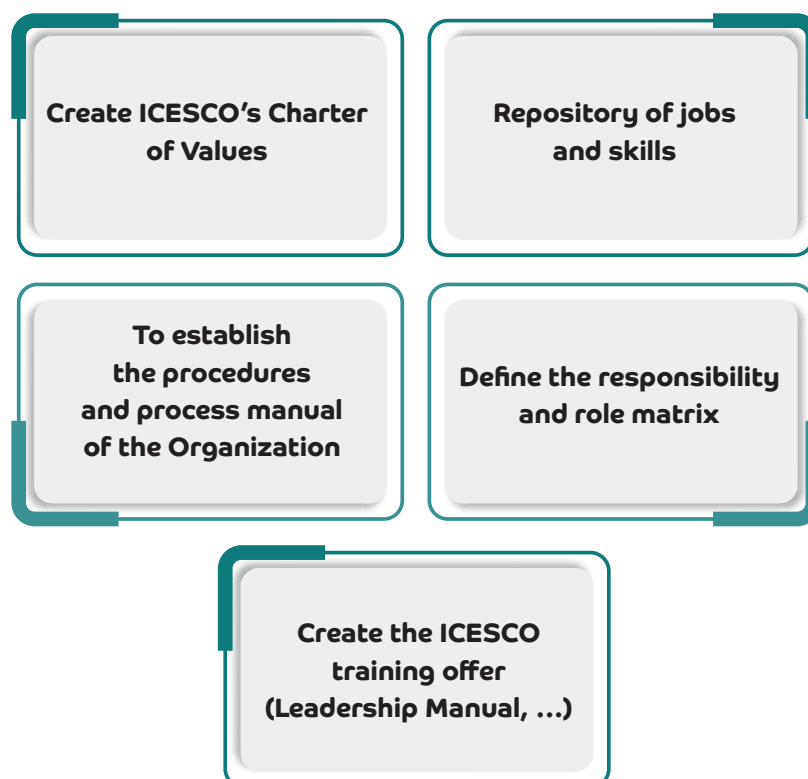 Create ICESCO's Charter
of Values
Repository of jobs
and skills
To establish
the procedures
and process manual
of the Organization
Define the responsibility
and role matrix
Create the ICESCO
training offer
(Leadership Manual, ...)